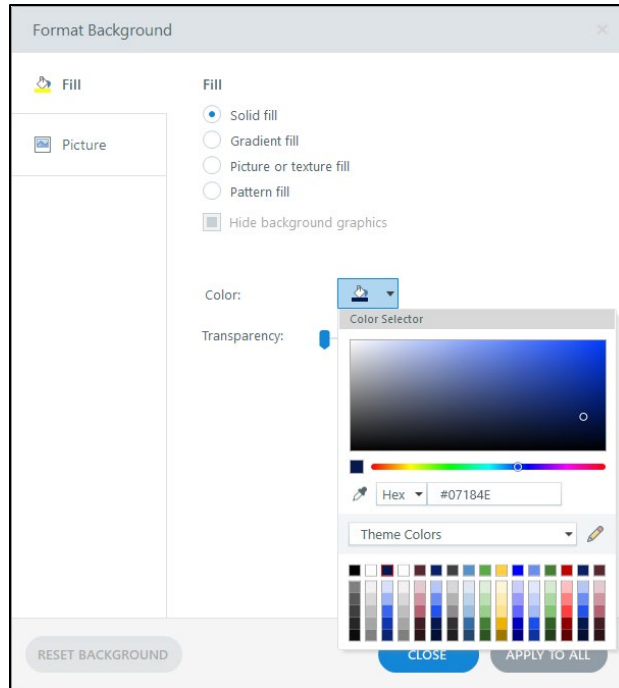 Format Background
Fill
Picture
Fill
Solid fill
Gradient fill
Picture or texture fill
Pattern fill
Hide background graphics
Color:
Transparency:
Color Selector
Hex #07184E
Theme Colors
RESET BACKGROUND
CLOSE
APPLY TO ALL